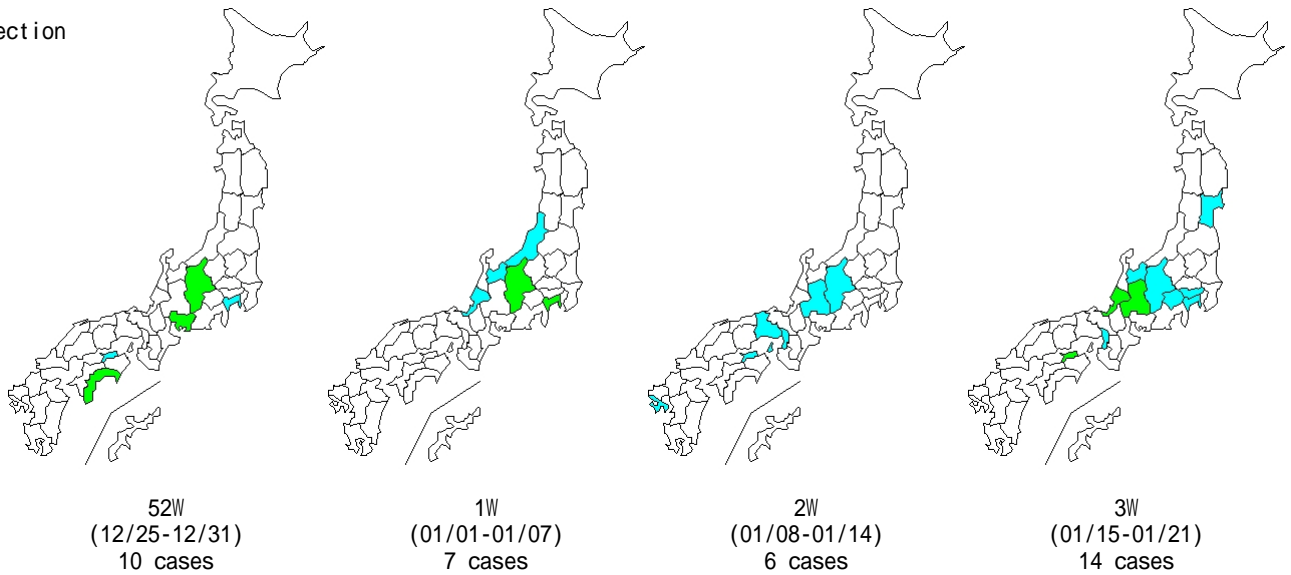 ection
52W
(12/25-12/31)
10 cases
1W
(01/01-01/07)
7 cases
2W
(01/08-01/14)
6 cases
3W
(01/15-01/21)
14 cases